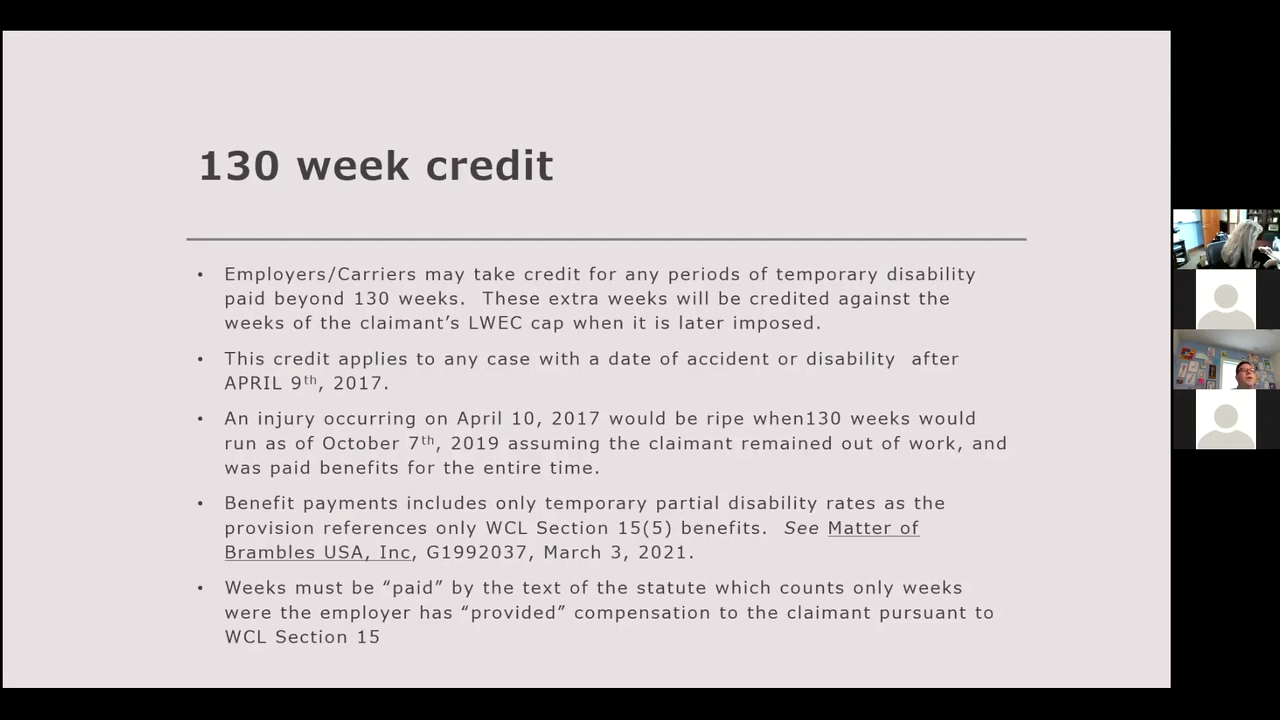 130 week credit
• Employers/Carriers may take credit for any periods of temporary disability
paid beyond 130 weeks.  These extra weeks will be credited against the
weeks of the claimant’s LWEC cap when it is later imposed.
• This credit applies to any case with a date of accident or disability  after
APRIL 9th, 2017.
• An injury occurring on April 10, 2017 would be ripe when130 weeks would
run as of October 7th, 2019 assuming the claimant remained out of work, and
was paid benefits for the entire time.
• Benefit payments includes only temporary partial disability rates as the
provision references only WCL Section 15(5) benefits.  See Matter of
Brambles USA, Inc, G1992037, March 3, 2021.
• Weeks must be “paid” by the text of the statute which counts only weeks
were the employer has “provided” compensation to the claimant pursuant to
WCL Section 15